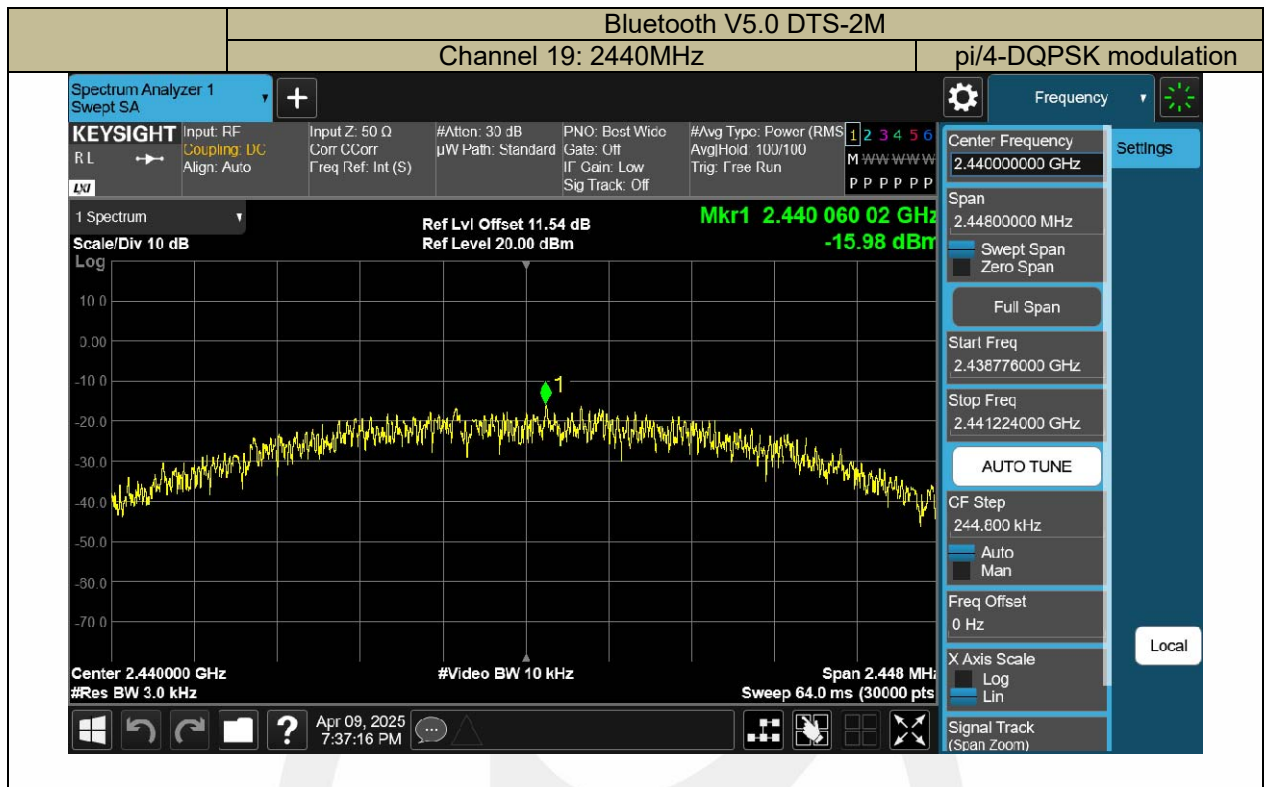 Bluetooth V5.0 DTS-2M
Channel 19: 2440MHz
pi/4-DQPSK modulation
Spectrum Analyzer 1
Swept SA
+
Frequency
KEYSIGHT
R L
LXI
Input: RF
Coupling: DC
Align: Auto
Input Z: 50 Ω
Corr CCorr
Freq Ref: Int (S)
#Atten: 30 dB
µW Path: Standard
PNO: Best Wide
Gate: Off
IF Gain: Low
Sig Track: Off
#Avg Type: Power (RMS
Avg|Hold: 100/100
Trig: Free Run
1 2 3 4 5 6
M W W W W W
P P P P P P
Center Frequency
2.440000000 GHz
Settings
Span
2.44800000 MHz
Swept Span
Zero Span
Full Span
Start Freq
2.438776000 GHz
Stop Freq
2.441224000 GHz
AUTO TUNE
CF Step
244.800 kHz
Auto
Man
Freq Offset
0 Hz
X Axis Scale
Log
Lin
Local
Signal Track
(Span Zoom)
1 Spectrum
Scale/Div 10 dB
Log
Ref Lvl Offset 11.54 dB
Ref Level 20.00 dBm
Mkr1 2.440 060 02 GHz
-15.98 dBm
10.0
0.00
-10.0
1
-20.0
-30.0
-40.0
-50.0
-60.0
-70.0
Center 2.440000 GHz
#Res BW 3.0 kHz
#Video BW 10 kHz
Span 2.448 MHz
Sweep 64.0 ms (30000 pts
?
Apr 09, 2025
7:37:16 PM